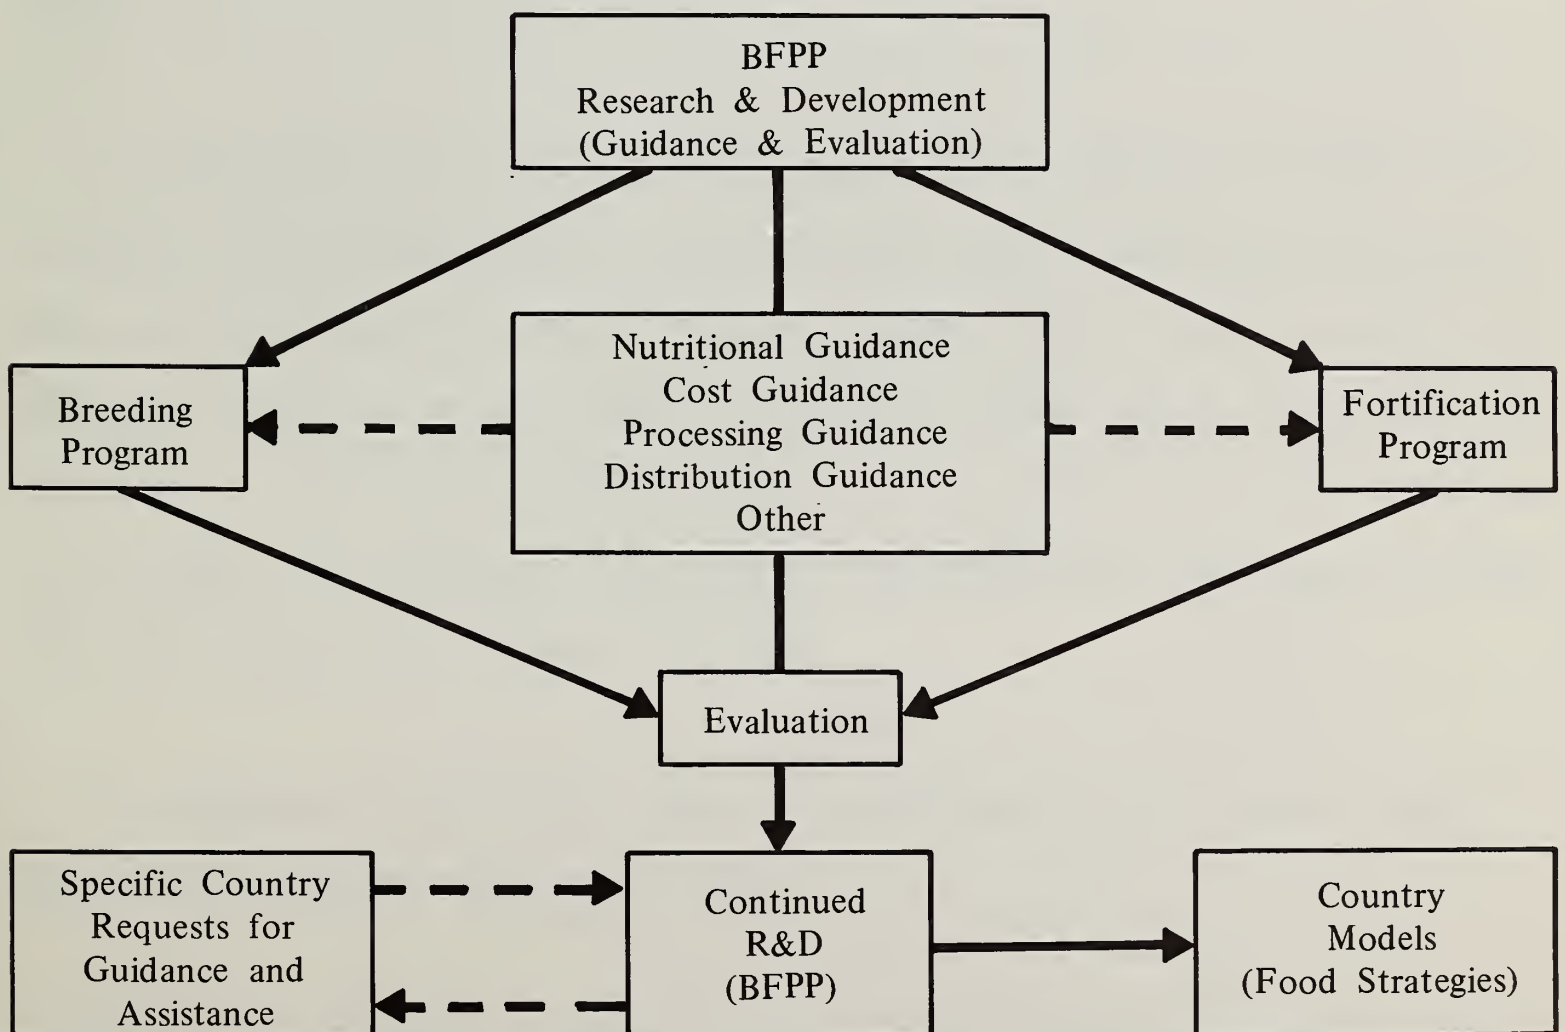 BFPP
Research & Development
(Guidance & Evaluation)
Nutritional Guidance
Cost Guidance
Processing Guidance
Distribution Guidance
Other
Breeding
Program
Fortification
Program
Evaluation
Specific Country
Requests for
Guidance and
Assistance
Continued
R&D
(BFPP)
Country
Models
(Food Strategies)